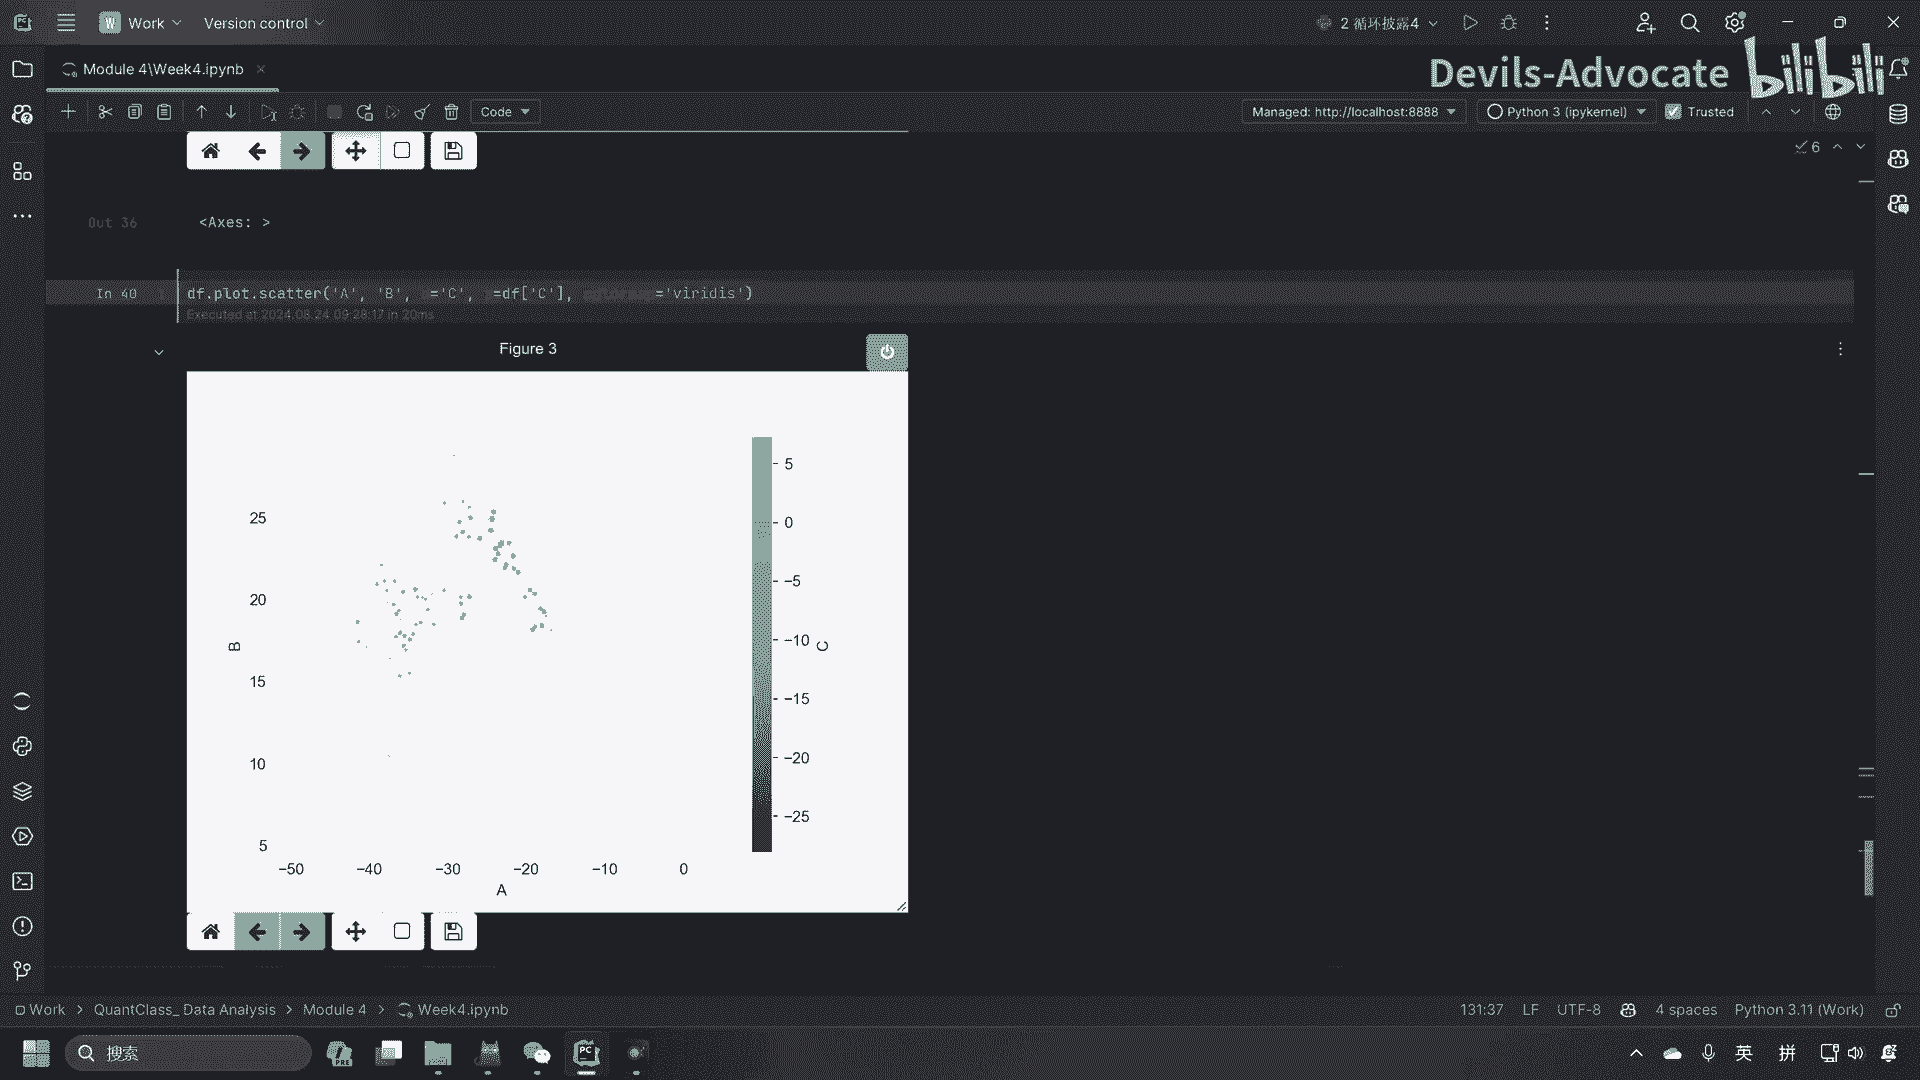 Work
Version control
2 循环披露4
Module 4\Week4.ipynb
Devils-Advocate
bilibili
Code
Managed: http://localhost:8888
Python 3 (ipykernel)
Trusted
6
Out 36
<Axes: >
In 40
1
df.plot.scatter('A', 'B', ='C', =df['C'], ='viridis')
Executed at 2024.08.24 09:28:17 in 20ms
Figure 3
25
20
15
10
5
B
−50
−40
−30
−20
−10
0
A
5
0
−5
−10
−15
−20
−25
C
Work
QuantClass_ Data Analysis
Module 4
Week4.ipynb
131:37
LF
UTF-8
4 spaces
Python 3.11 (Work)
搜索
PRE
PC
英
拼